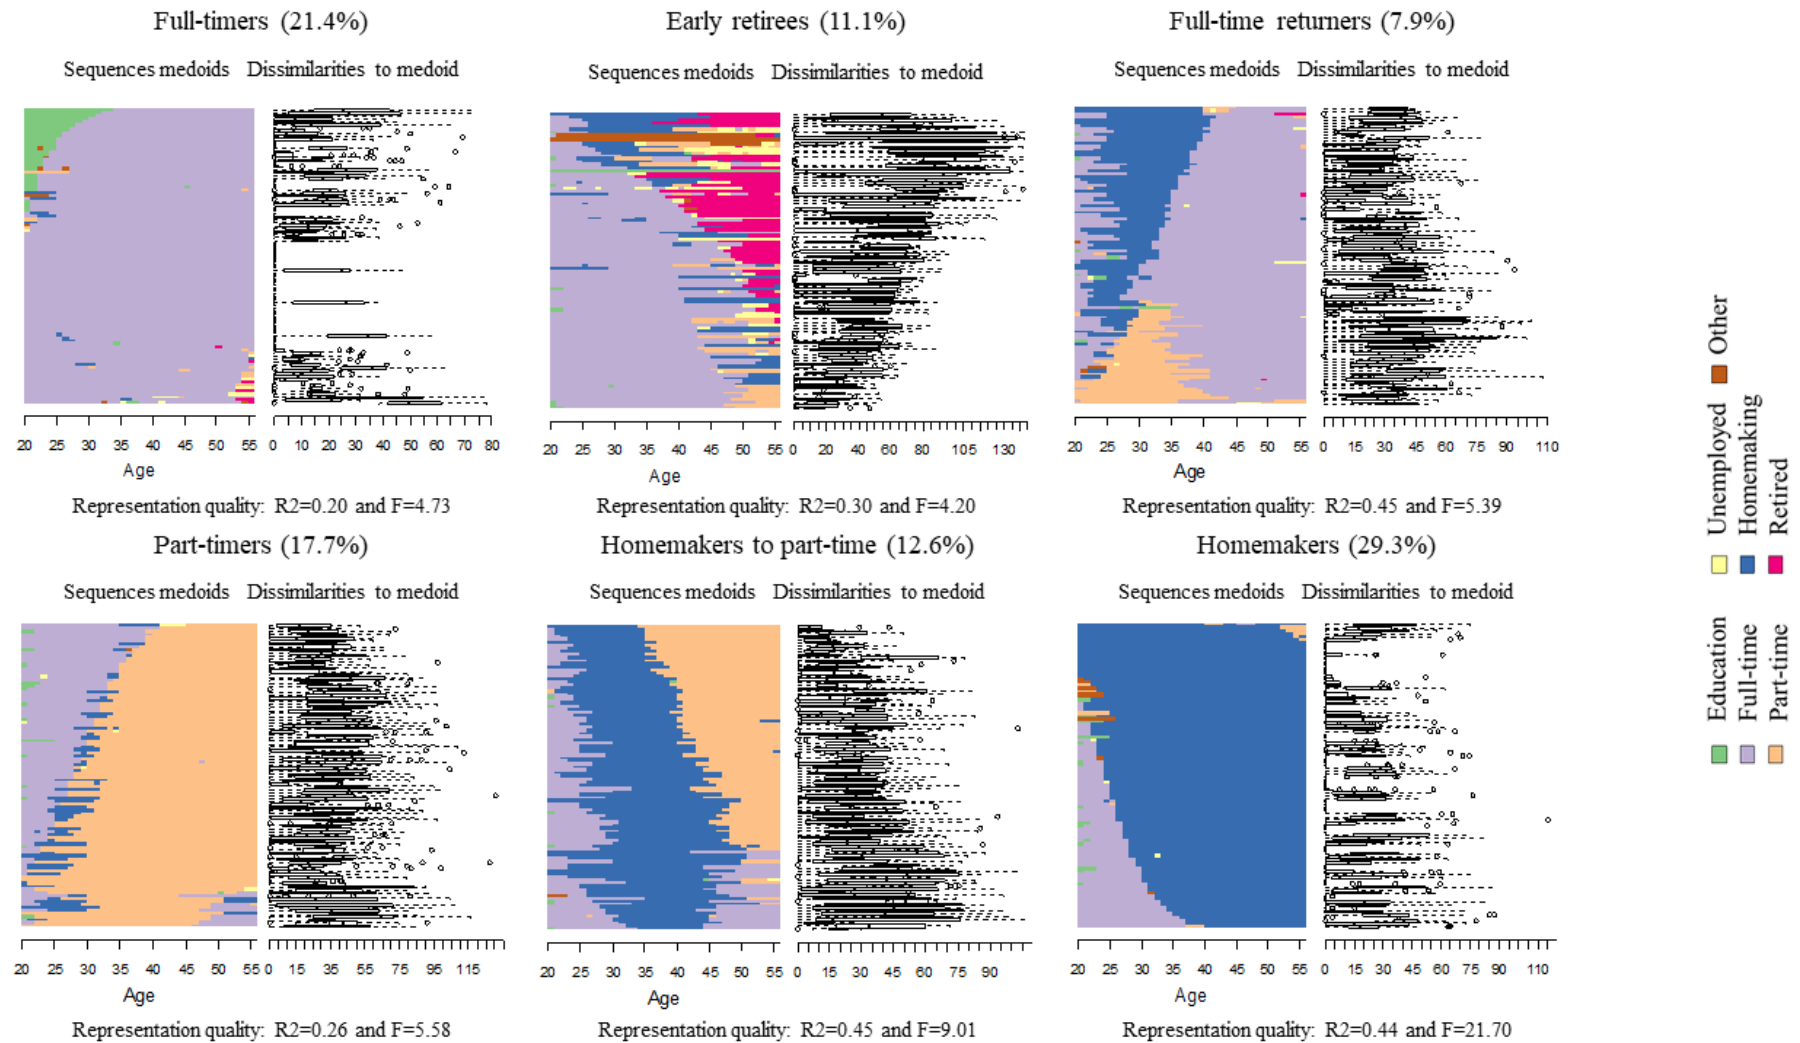 Full-timers (21.4%)
Sequences medoids Dissimilarities to medoid
20 25 30 35 40 45 50 55
0 10 20 30 40 50 60 70 80
Age
Representation quality: R2=0.20 and F=4.73
Early retirees (11.1%)
Sequences medoids Dissimilarities to medoid
20 25 30 35 40 45 50 55
0 20 40 60 80 105 130
Age
Representation quality: R2=0.30 and F=4.20
Full-time returners (7.9%)
Sequences medoids Dissimilarities to medoid
20 25 30 35 40 45 50 55
0 15 30 45 60 75 90 110
Age
Representation quality: R2=0.45 and F=5.39
Part-timers (17.7%)
Sequences medoids Dissimilarities to medoid
20 25 30 35 40 45 50 55
0 15 35 55 75 95 115
Age
Representation quality: R2=0.26 and F=5.58
Homemakers to part-time (12.6%)
Sequences medoids Dissimilarities to medoid
20 25 30 35 40 45 50 55
0 15 30 45 60 75 90
Age
Representation quality: R2=0.45 and F=9.01
Homemakers (29.3%)
Sequences medoids Dissimilarities to medoid
20 25 30 35 40 45 50 55
0 15 30 45 60 75 90 110
Age
Representation quality: R2=0.44 and F=21.70
Education Unemployed Other
Full-time Homemaking
Part-time Retired